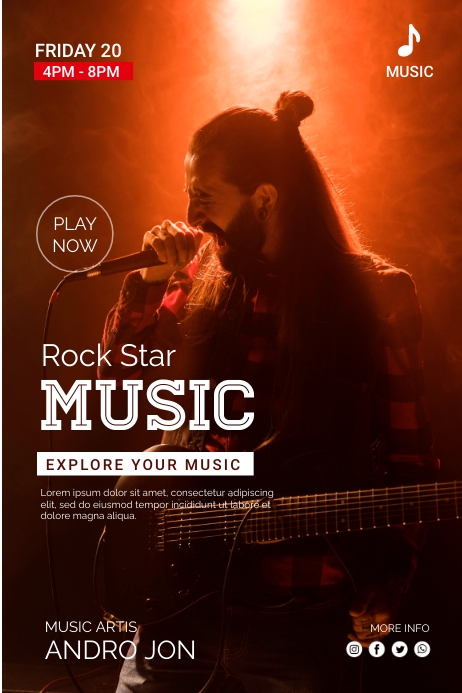 FRIDAY 20
4PM - 8PM
MUSIC
PLAY
NOW
Rock Star
MUSIC
EXPLORE YOUR MUSIC
Lorem ipsum dolor sit amet, consectetur adipiscing
elit, sed do eiusmod tempor incididunt ut labore et
dolore magna aliqua.
MUSIC ARTIS
ANDRO JON
MORE INFO